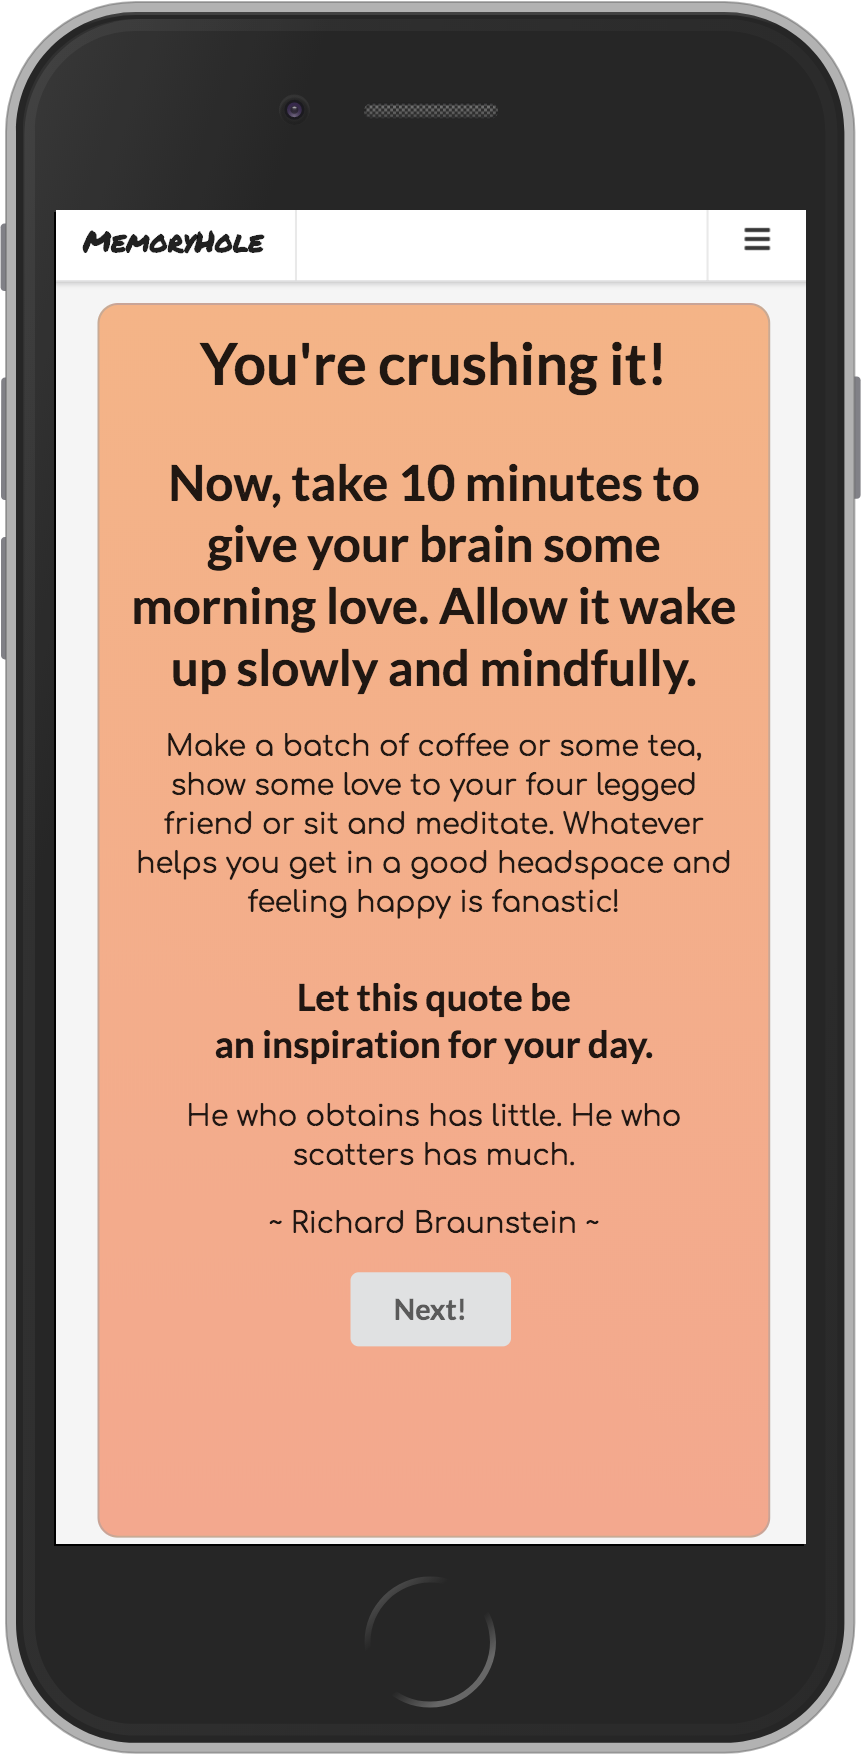 MemoryHole
You're crushing it!
Now, take 10 minutes to
give your brain some
morning love. Allow it wake
up slowly and mindfully.
Make a batch of coffee or some tea,
show some love to your four legged
friend or sit and meditate. Whatever
helps you get in a good headspace and
feeling happy is fanastic!
Let this quote be
an inspiration for your day.
He who obtains has little. He who
scatters has much.
~ Richard Braunstein ~
Next!